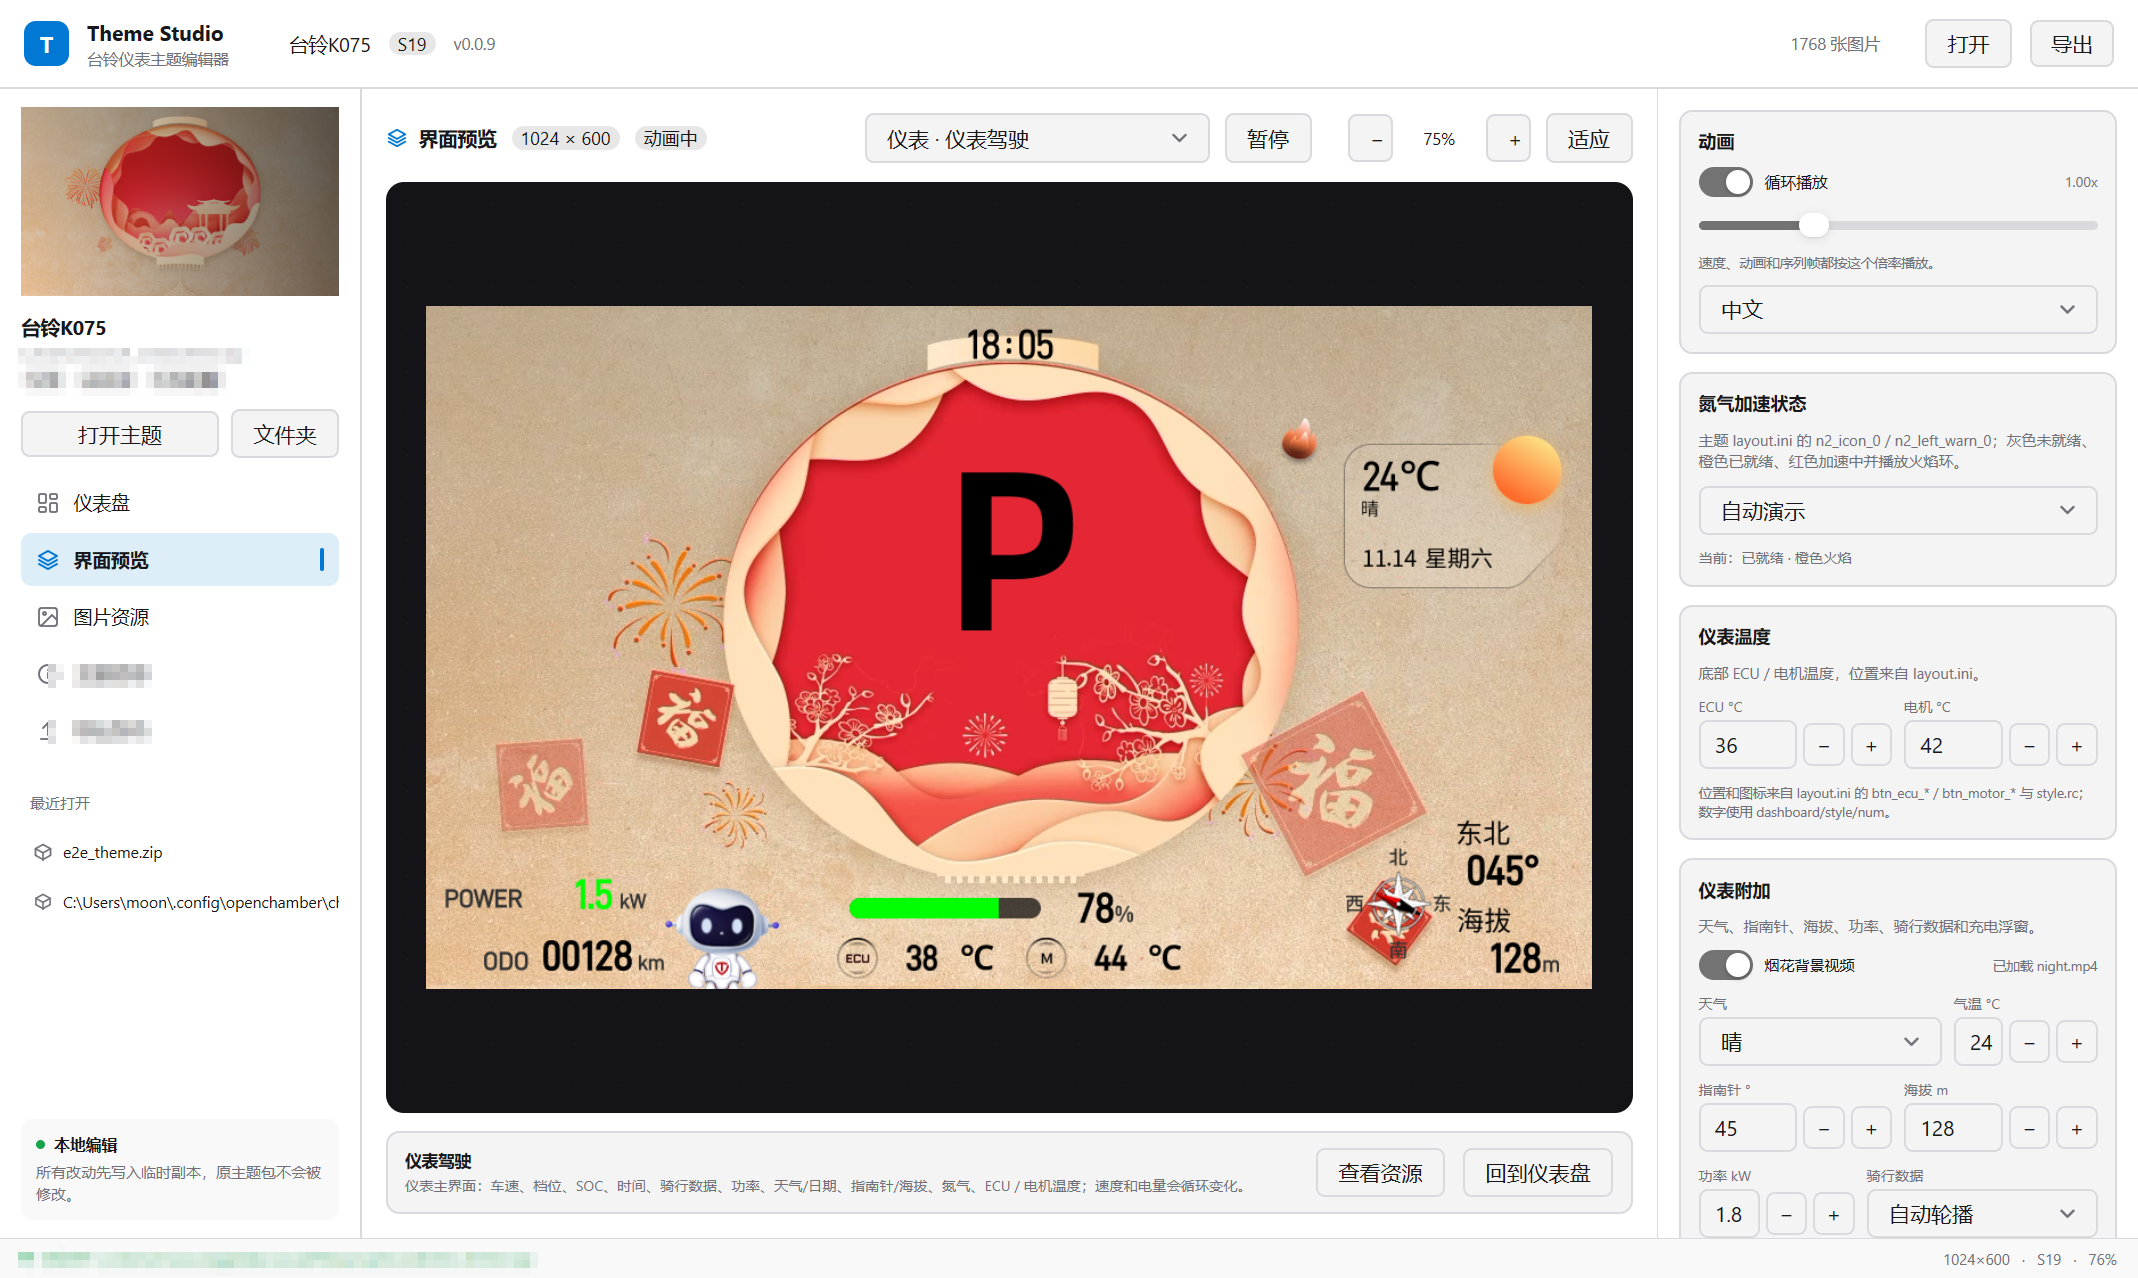 T
Theme Studio
台铃仪表主题编辑器
台铃K075
S19
v0.0.9
1768 张图片
打开
导出
台铃K075
打开主题
文件夹
仪表盘
界面预览
图片资源
最近打开
e2e_theme.zip
C:\Users\moon\.config\openchamber\cl
本地编辑
所有改动先写入临时副本，原主题包不会被
修改。
界面预览
1024 × 600
动画中
仪表 · 仪表驾驶
暂停
−
75%
+
适应
18:05
P
24°C
晴
11.14 星期六
福
福
福
POWER 1.5 kW
ODO 00128 km
78%
ECU 38 °C
M 44 °C
北
西
东
南
东北
045°
海拔
128m
仪表驾驶
仪表主界面：车速、档位、SOC、时间、骑行数据、功率、天气/日期、指南针/海拔、氮气、ECU / 电机温度；速度和电量会循环变化。
查看资源
回到仪表盘
动画
循环播放
1.00x
速度、动画和序列帧都按这个倍率播放。
中文
氮气加速状态
主题 layout.ini 的 n2_icon_0 / n2_left_warn_0；灰色未就绪、
橙色已就绪、红色加速中并播放火焰环。
自动演示
当前：已就绪 · 橙色火焰
仪表温度
底部 ECU / 电机温度，位置来自 layout.ini。
ECU °C
电机 °C
36
−
+
42
−
+
位置和图标来自 layout.ini 的 btn_ecu_* / btn_motor_* 与 style.rc；
数字使用 dashboard/style/num。
仪表附加
天气、指南针、海拔、功率、骑行数据和充电浮窗。
烟花背景视频
已加载 night.mp4
天气
气温 °C
晴
24
−
+
指南针 °
海拔 m
45
−
+
128
−
+
功率 kW
骑行数据
1.8
−
+
自动轮播
1024×600 · S19 · 76%